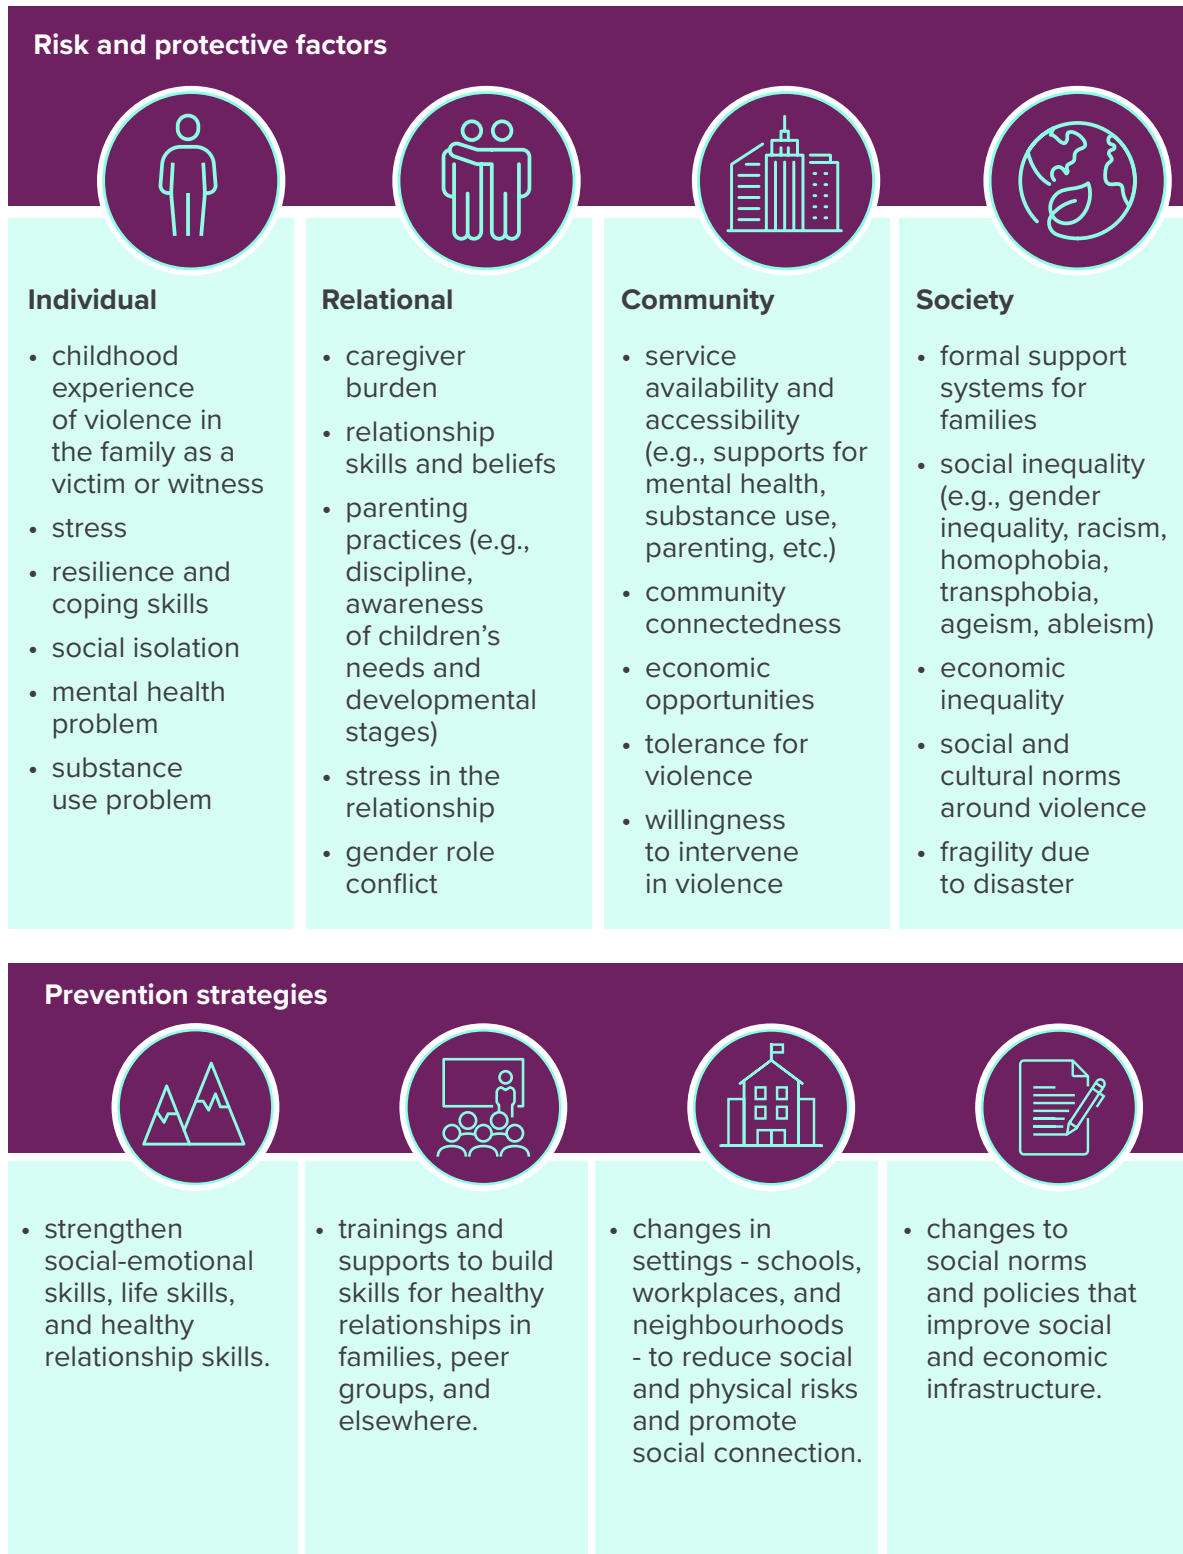 Risk and protective factors
Individual
• childhood
experience
of violence in
the family as a
victim or witness
• stress
• resilience and
coping skills
• social isolation
• mental health
problem
• substance
use problem
Relational
• caregiver
burden
• relationship
skills and beliefs
• parenting
practices (e.g.,
discipline,
awareness
of children’s
needs and
developmental
stages)
• stress in the
relationship
• gender role
conflict
Community
• service
availability and
accessibility
(e.g., supports for
mental health,
substance use,
parenting, etc.)
• community
connectedness
• economic
opportunities
• tolerance for
violence
• willingness
to intervene
in violence
Society
• formal support
systems for
families
• social inequality
(e.g., gender
inequality, racism,
homophobia,
transphobia,
ageism, ableism)
• economic
inequality
• social and
cultural norms
around violence
• fragility due
to disaster
Prevention strategies
• strengthen
social-emotional
skills, life skills,
and healthy
relationship skills.
• trainings and
supports to build
skills for healthy
relationships in
families, peer
groups, and
elsewhere.
• changes in
settings - schools,
workplaces, and
neighbourhoods
- to reduce social
and physical risks
and promote
social connection.
• changes to
social norms
and policies that
improve social
and economic
infrastructure.